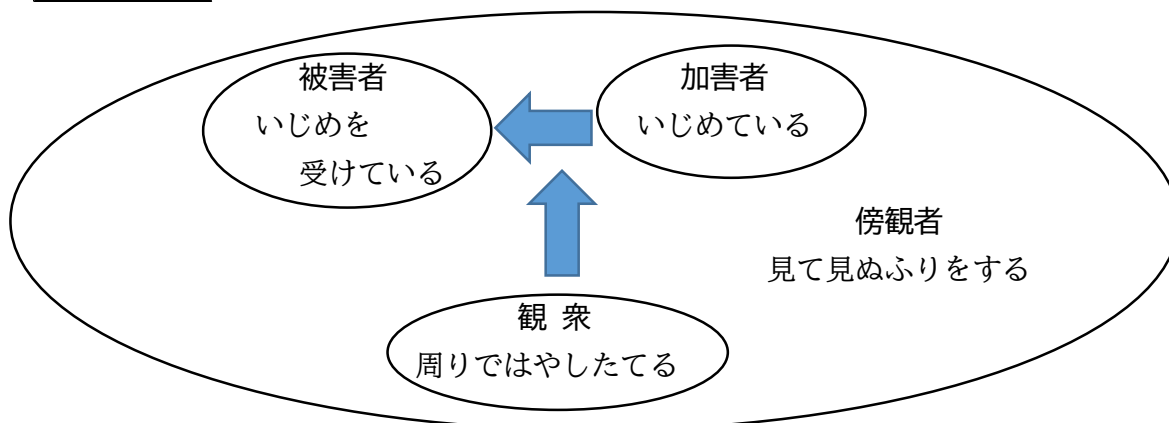 被害者
いじめを
受けている
加害者
いじめている
傍観者
見て見ぬふりをする
観 衆
周りではやしたてる